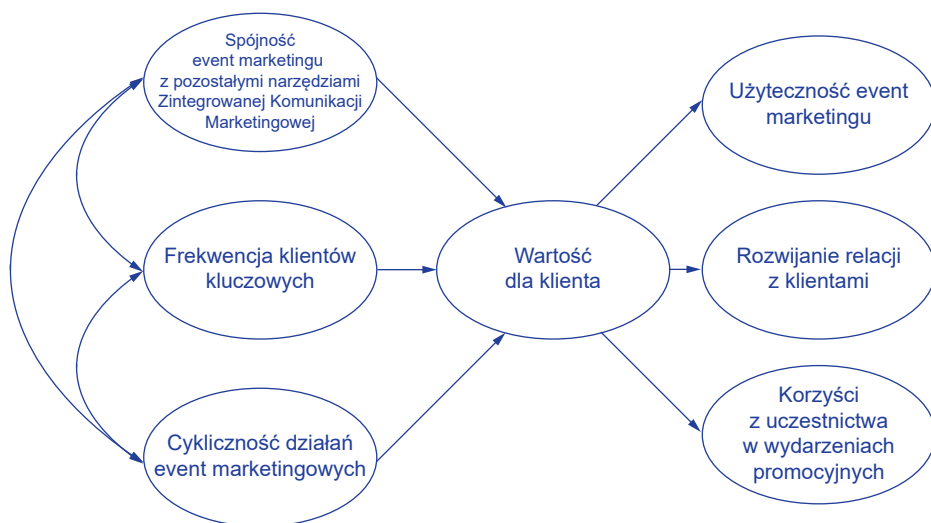 Spójność
event marketingu
z pozostałymi narzędziami
Zintegrowanej Komunikacji
Marketingowej
Frekwencja klientów
kluczowych
Cykliczność działań
event marketingowych
Wartość
dla klienta
Użyteczność event
marketingu
Rozwijanie relacji
z klientami
Korzyści
z uczestnictwa
w wydarzeniach
promocyjnych